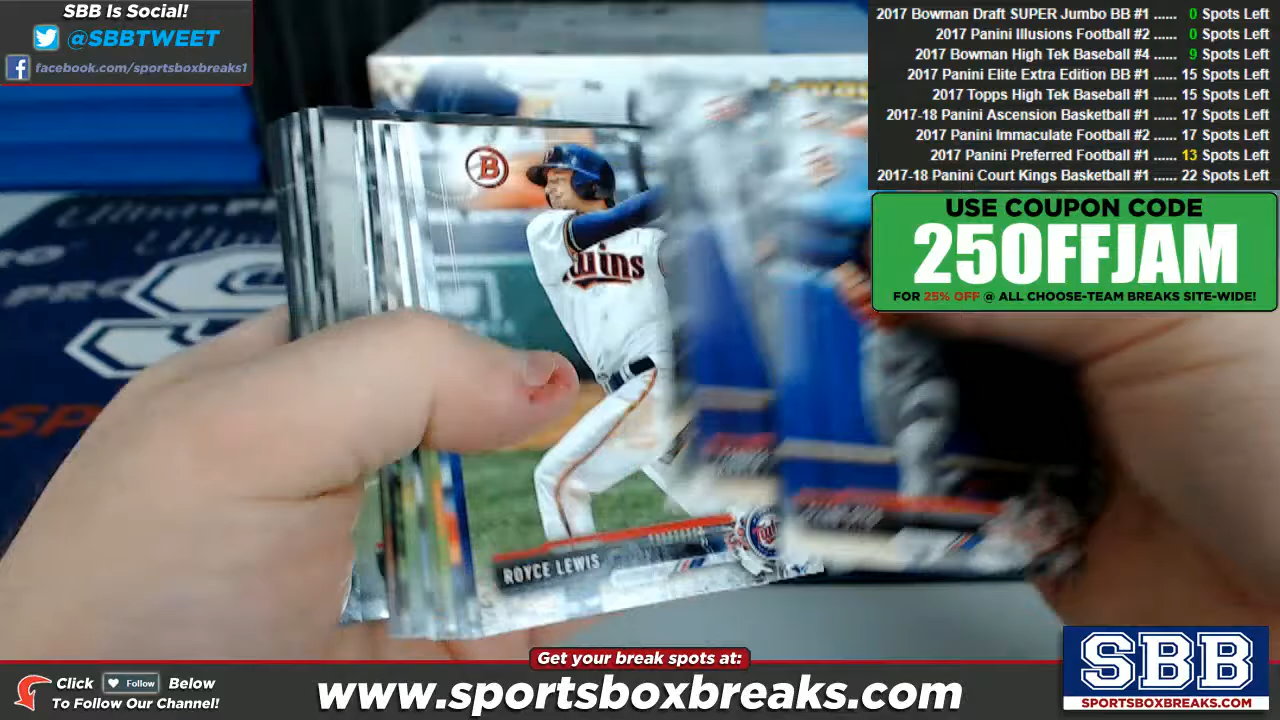 SBB Is Social!
@SBBTWEET
facebook.com/sportsboxbreaks1
2017 Bowman Draft SUPER Jumbo BB #1 ...... 0 Spots Left
2017 Panini Illusions Football #2 ...... 0 Spots Left
2017 Bowman High Tek Baseball #4 ...... 9 Spots Left
2017 Panini Elite Extra Edition BB #1 ...... 15 Spots Left
2017 Topps High Tek Baseball #1 ...... 15 Spots Left
2017-18 Panini Ascension Basketball #1 ...... 17 Spots Left
2017 Panini Immaculate Football #2 ...... 17 Spots Left
2017 Panini Preferred Football #1 ...... 13 Spots Left
2017-18 Panini Court Kings Basketball #1 ...... 22 Spots Left
USE COUPON CODE
25OFFJAM
FOR 25% OFF @ ALL CHOOSE-TEAM BREAKS SITE-WIDE!
B
Twins
ROYCE LEWIS
Get your break spots at:
Click Follow Below
To Follow Our Channel!
www.sportsboxbreaks.com
SBB
SPORTSBOXBREAKS.COM